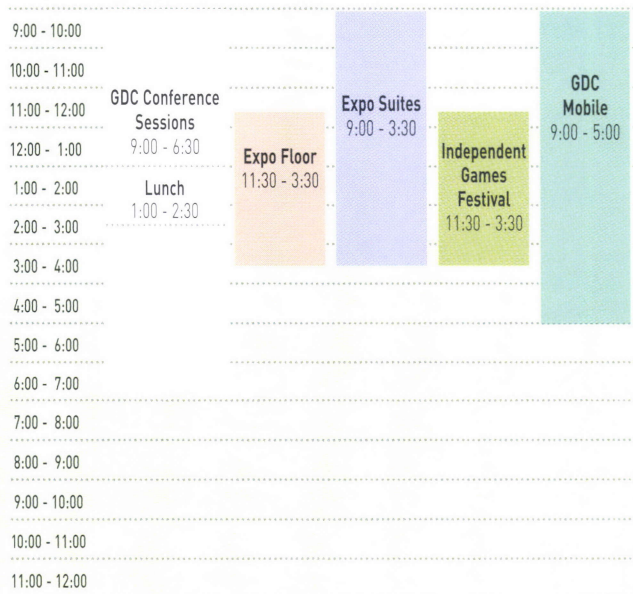 9:00 - 10:00
10:00 - 11:00
11:00 - 12:00
12:00 - 1:00
1:00 - 2:00
2:00 - 3:00
3:00 - 4:00
4:00 - 5:00
5:00 - 6:00
6:00 - 7:00
7:00 - 8:00
8:00 - 9:00
9:00 - 10:00
10:00 - 11:00
11:00 - 12:00
GDC Conference
Sessions
9:00 - 6:30
Lunch
1:00 - 2:30
Expo Floor
11:30 - 3:30
Expo Suites
9:00 - 3:30
Independent
Games
Festival
11:30 - 3:30
GDC
Mobile
9:00 - 5:00